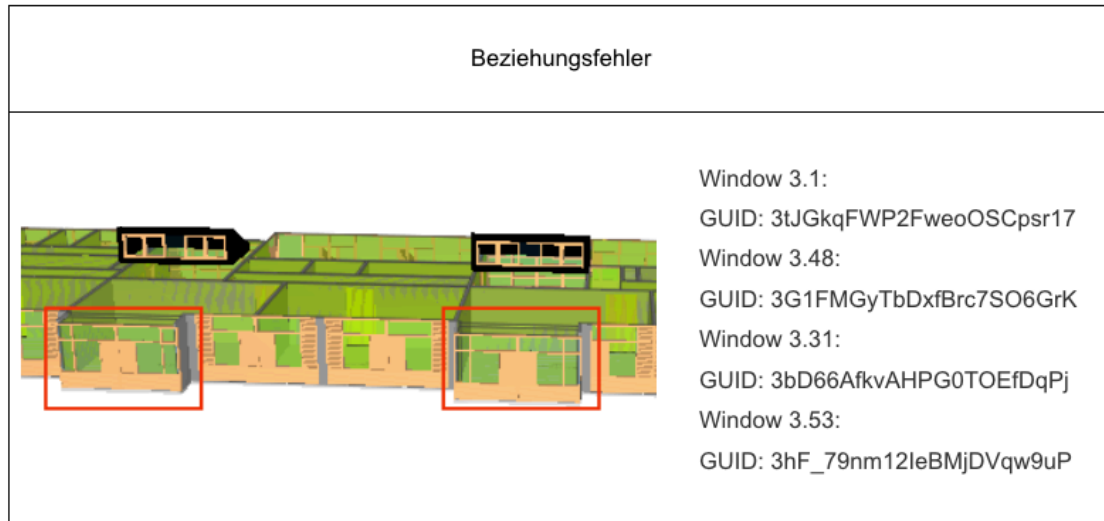 Beziehungsfehler
Window 3.1:
GUID: 3tJGkqFWP2FweoOSCpsr17
Window 3.48:
GUID: 3G1FMGyTbDxfBrc7SO6GrK
Window 3.31:
GUID: 3bD66AfkvAHPG0TOEfDqPj
Window 3.53:
GUID: 3hF_79nm12IeBMjDVqw9uP